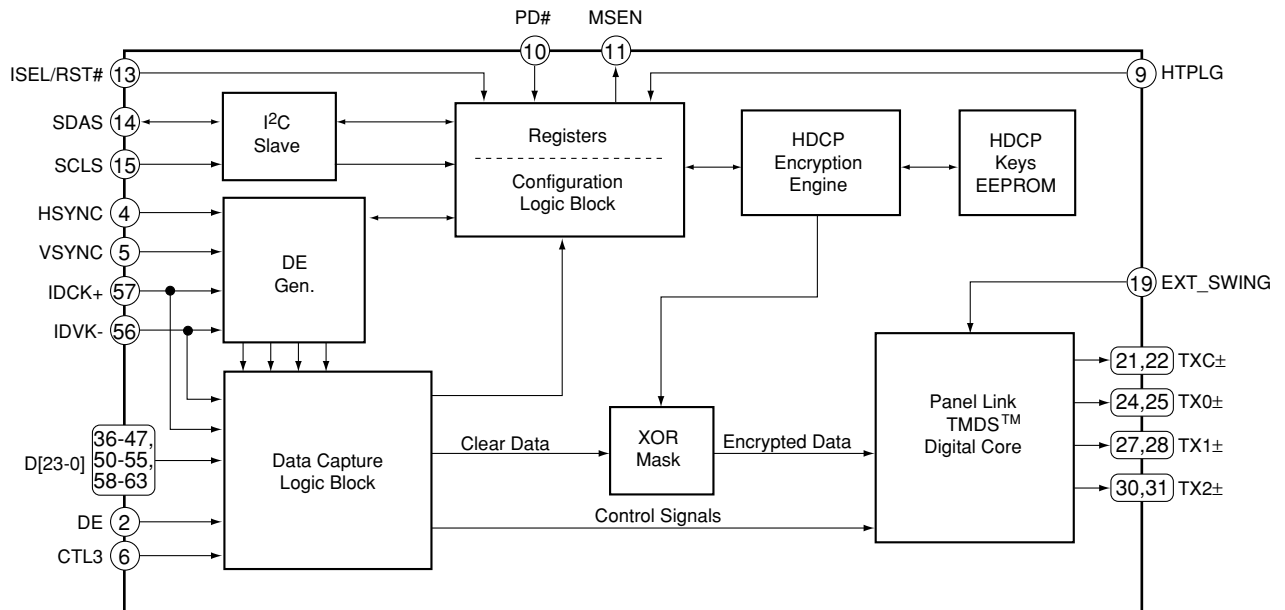 PD# MSEN
10 11
ISEL/RST# 13
9 HTPLG
SDAS 14
SCLS 15
I²C
Slave
Registers
Configuration
Logic Block
HDCP
Encryption
Engine
HDCP
Keys
EEPROM
HSYNC 4
VSYNC 5
IDCK+ 57
IDVK- 56
DE
Gen.
19 EXT_SWING
D[23-0]
36-47,
50-55,
58-63
DE 2
CTL3 6
Data Capture
Logic Block
Clear Data
XOR
Mask
Encrypted Data
Control Signals
Panel Link
TMDS™
Digital Core
21,22 TXC±
24,25 TX0±
27,28 TX1±
30,31 TX2±